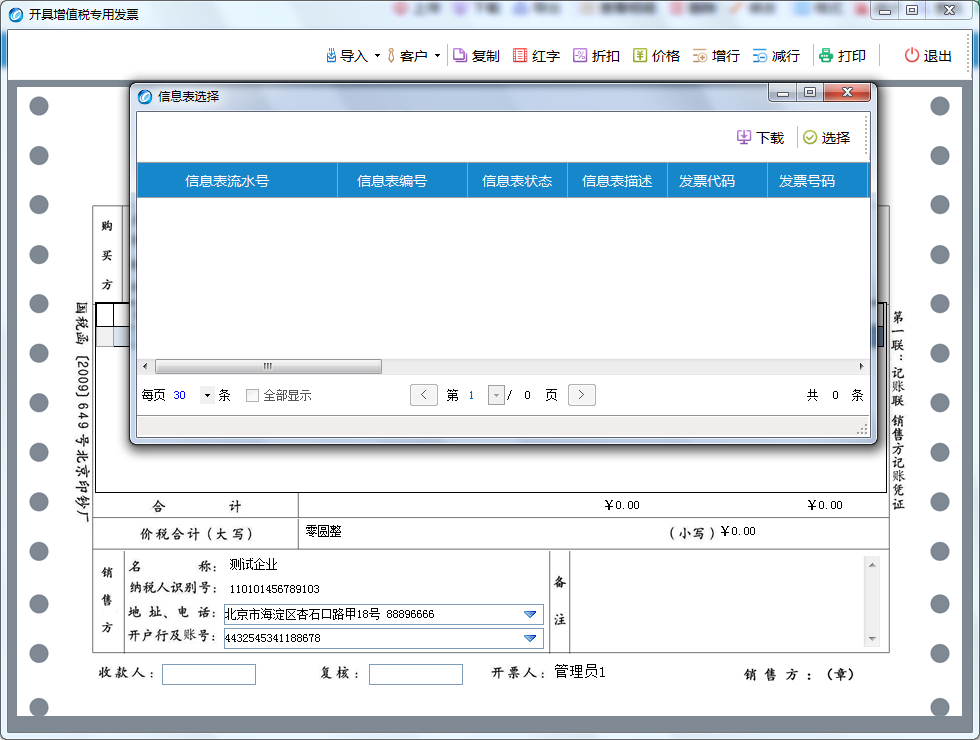 开具增值税专用发票
导入 客户 复制 红字 折扣 价格 增行 减行 打印 退出
信息表选择
下载 选择
信息表流水号 信息表编号 信息表状态 信息表描述 发票代码 发票号码
每页 30 条 全部显示 第 1 / 0 页 共 0 条
购买方
国税函〔2009〕649号北京印钞厂
第一联：记账联 销售方记账凭证
合 计 ¥0.00 ¥0.00
价税合计（大写） 零圆整 （小写）¥0.00
销售方
名 称： 测试企业
纳税人识别号： 110101456789103
地 址、电 话： 北京市海淀区杏石口路甲18号 88896666
开户行及账号： 4432545341188678
备注
收款人： 复核： 开票人： 管理员1 销售方：（章）